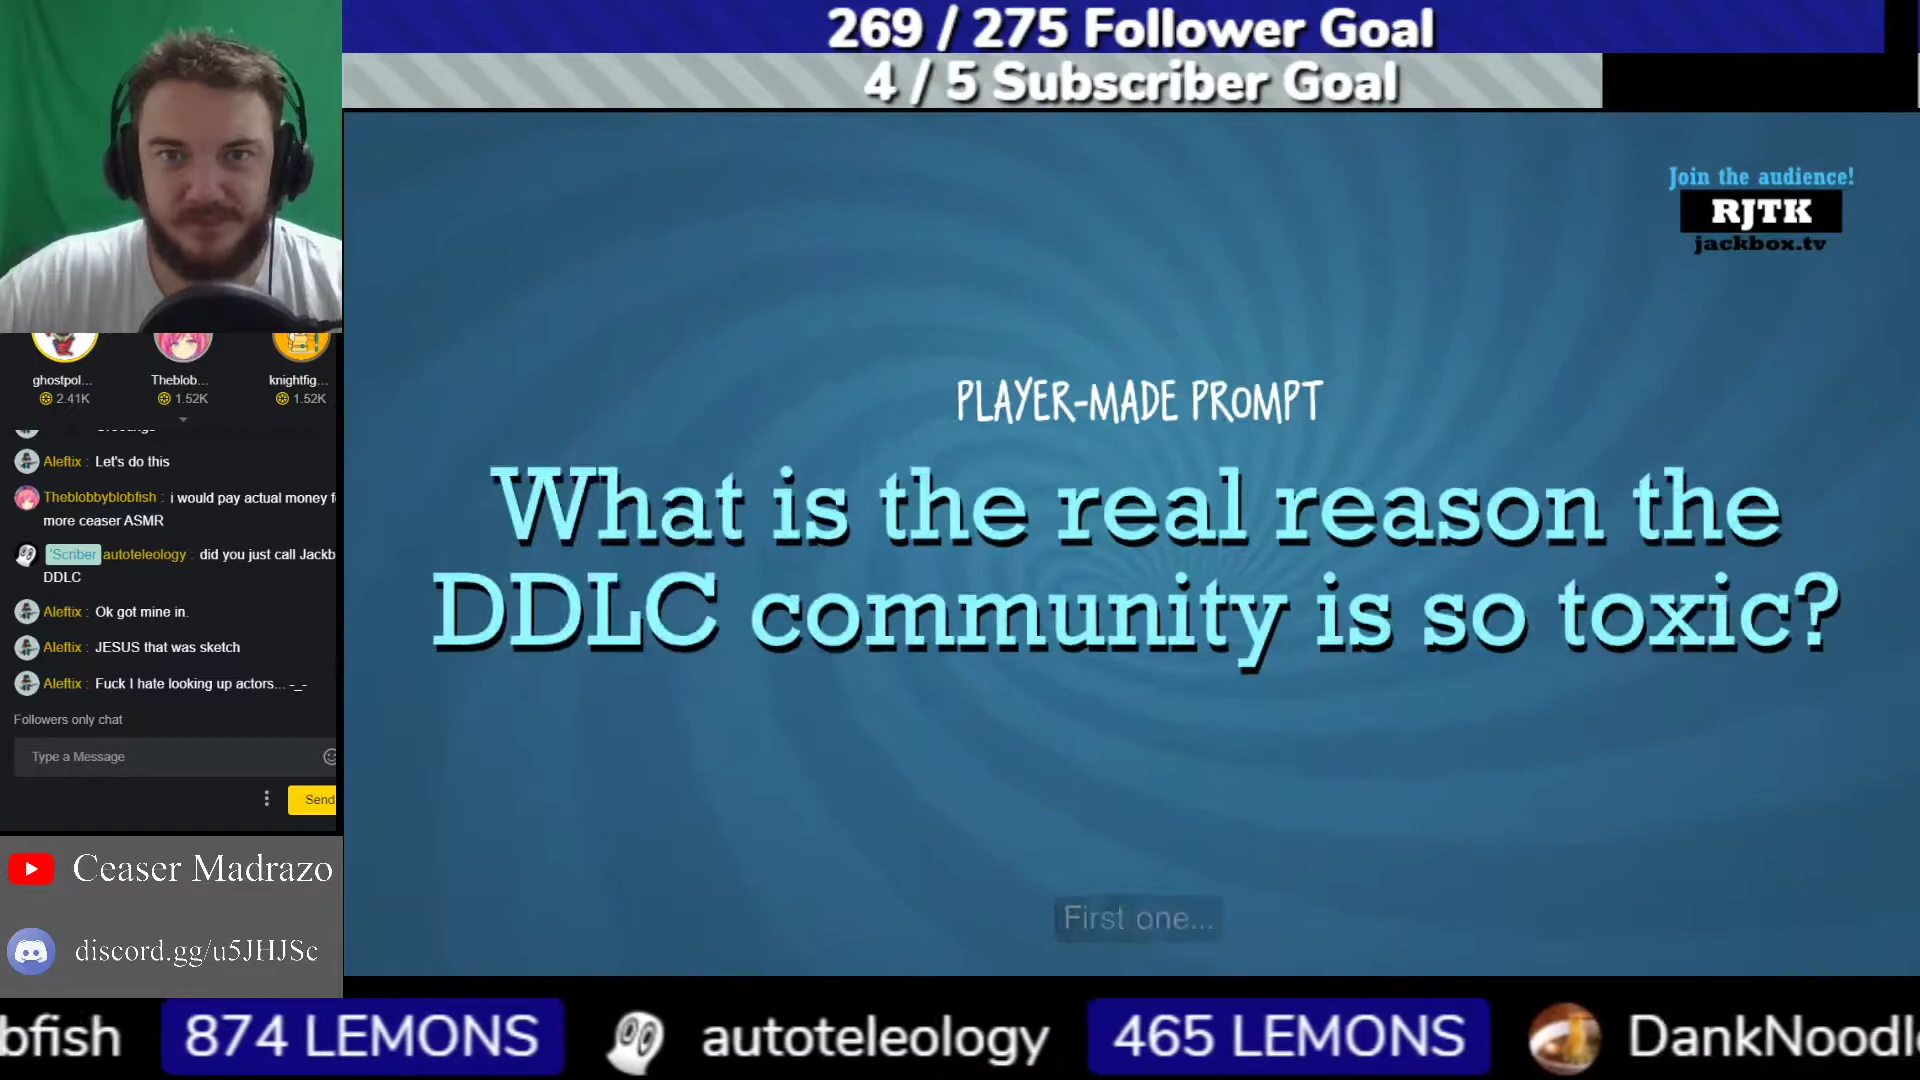 269 / 275 Follower Goal
4 / 5 Subscriber Goal
Join the audience!
RJTK
jackbox.tv
PLAYER-MADE PROMPT
What is the real reason the
DDLC community is so toxic?
First one...
ghostpol... Theblob... knightfig...
2.41K 1.52K 1.52K
Aleftix : Let's do this
Theblobbyblobfish : i would pay actual money f
more ceaser ASMR
'Scriber autoteleology : did you just call Jackb
DDLC
Aleftix : Ok got mine in.
Aleftix : JESUS that was sketch
Aleftix : Fuck I hate looking up actors... -_-
Followers only chat
Type a Message
Send
Ceaser Madrazo
discord.gg/u5JHJSc
bfish 874 LEMONS autoteleology 465 LEMONS DankNoodle